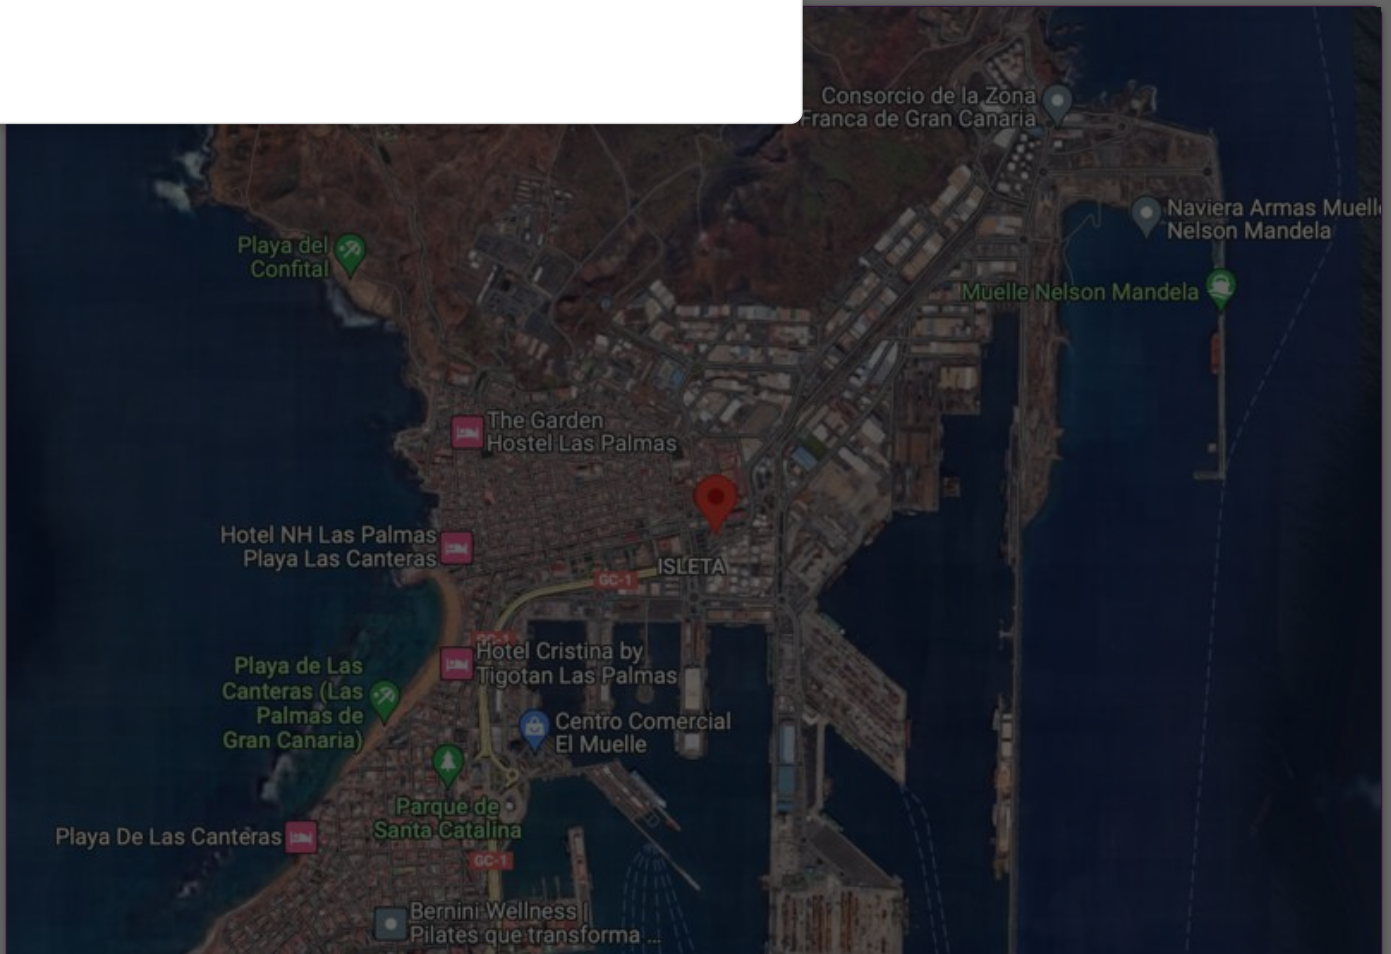 Consorcio de la Zona
Franca de Gran Canaria
Naviera Armas Muell
Nelson Mandela
Playa del
Confital
Muelle Nelson Mandela
The Garden
Hostel Las Palmas
Hotel NH Las Palmas
Playa Las Canteras
ISLETA
GC-1
GC-1
Hotel Cristina by
Tigotan Las Palmas
Playa de Las
Canteras (Las
Palmas de
Gran Canaria)
Centro Comercial
El Muelle
Parque de
Santa Catalina
Playa De Las Canteras
GC-1
Bernini Wellness |
Pilates que transforma ...